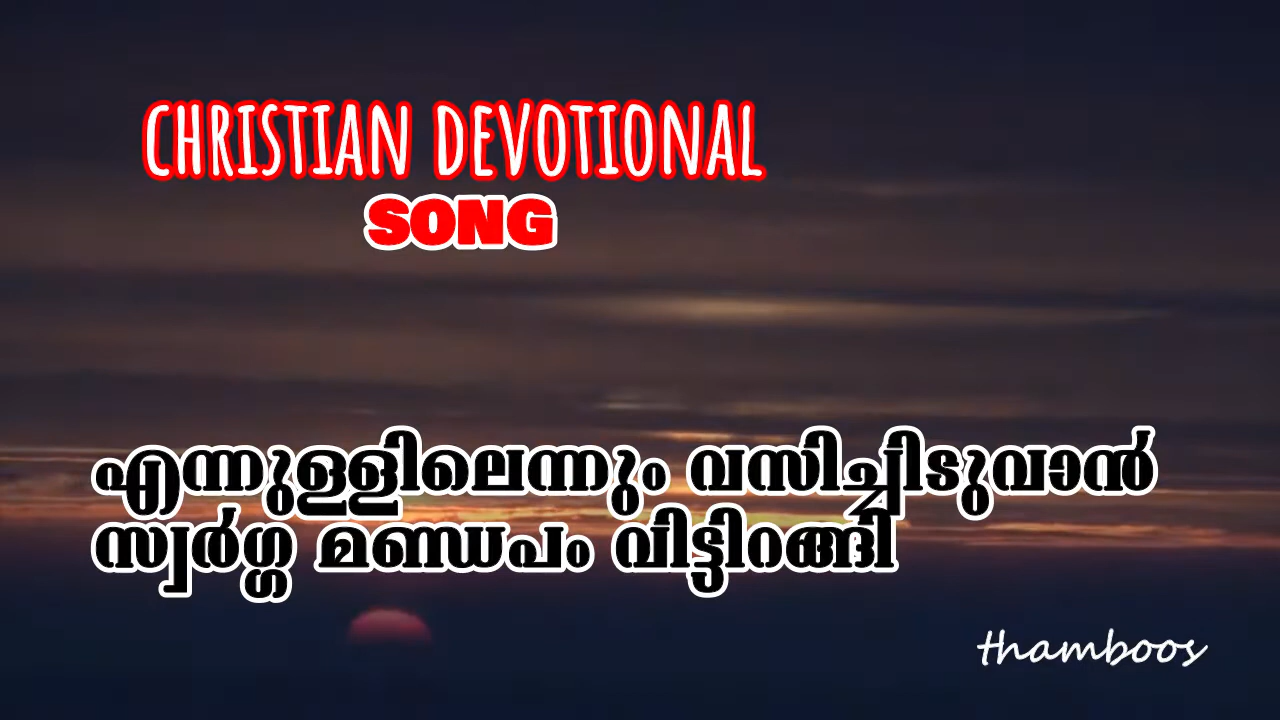 CHRISTIAN DEVOTIONAL
SONG
എന്നുള്ളിലെന്നും വസിച്ചിടുവാൻ
സ്വർഗ്ഗ മണ്ഡപം വിട്ടിറങ്ങി
thamboos